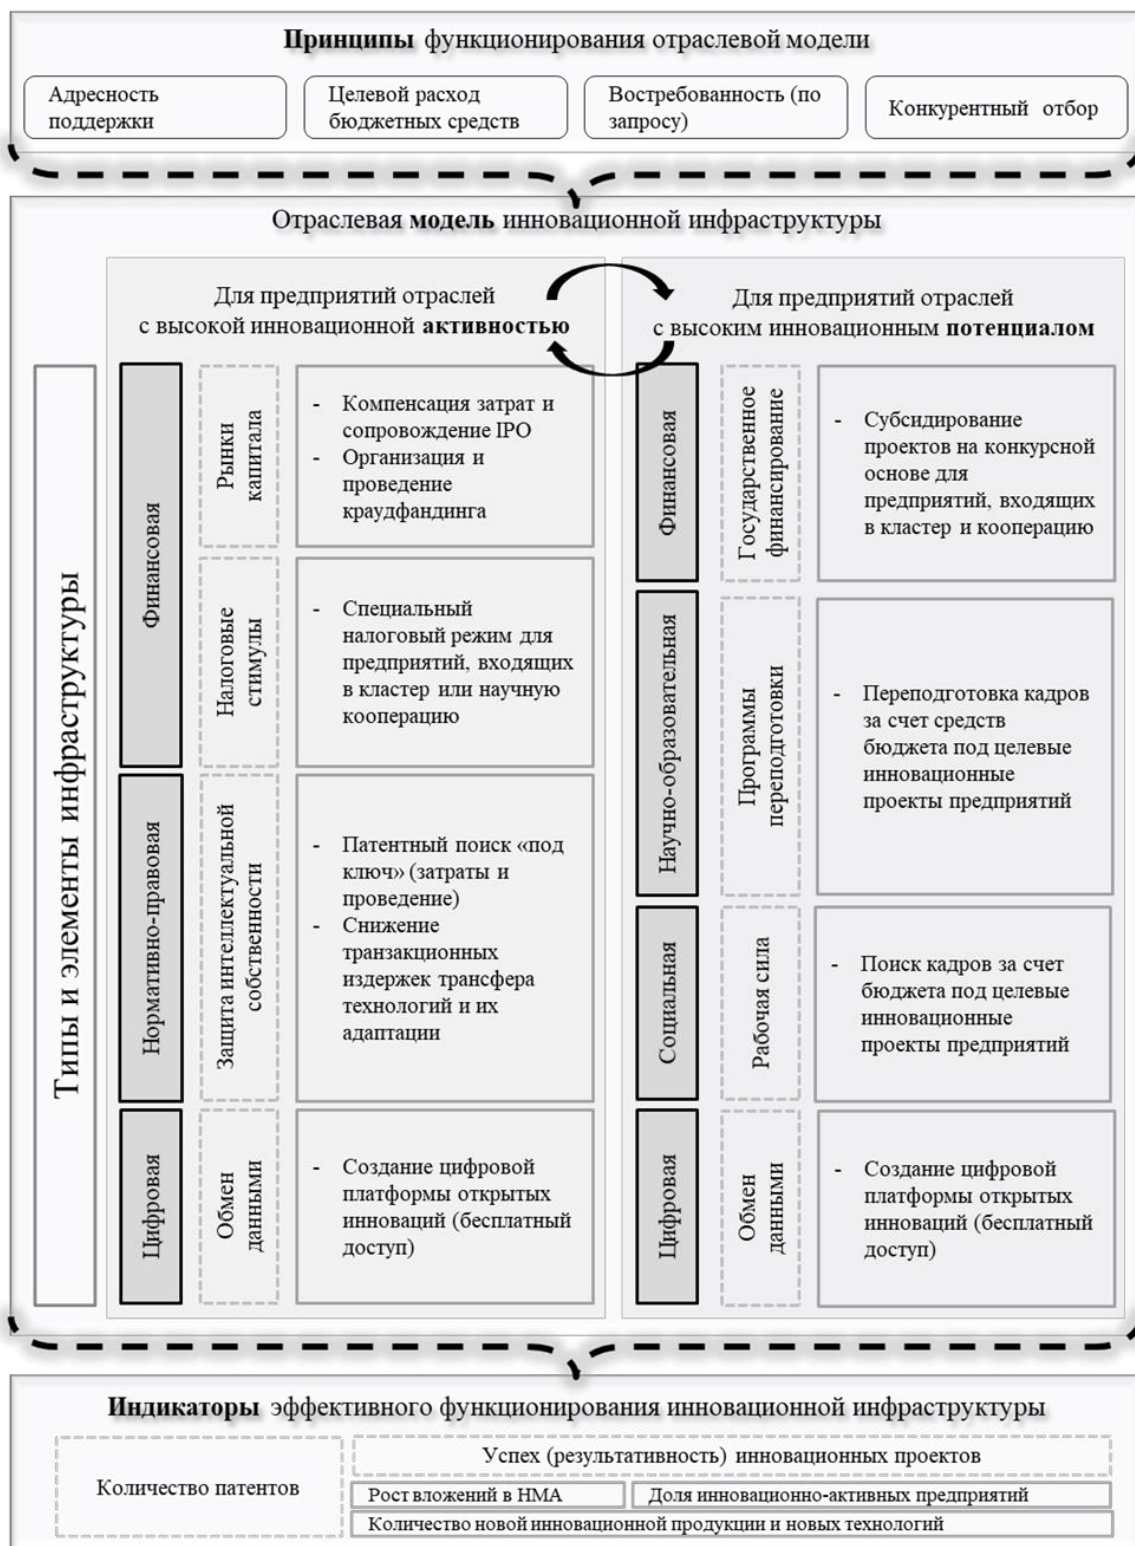 Принципы функционирования отраслевой модели
Адресность
поддержки
Целевой расход
бюджетных средств
Востребованность (по
запросу)
Конкурентный отбор
Отраслевая модель инновационной инфраструктуры
Типы и элементы инфраструктуры
Для предприятий отраслей
с высокой инновационной активностью
Финансовая
Рынки
капитала
- Компенсация затрат и
сопровождение IPO
- Организация и
проведение
краудфандинга
Налоговые
стимулы
- Специальный
налоговый режим для
предприятий, входящих
в кластер или научную
кооперацию
Нормативно-правовая
Защита интеллектуальной
собственности
- Патентный поиск «под
ключ» (затраты и
проведение)
- Снижение
транзакционных
издержек трансфера
технологий и их
адаптации
Цифровая
Обмен
данными
- Создание цифровой
платформы открытых
инноваций (бесплатный
доступ)
Для предприятий отраслей
с высоким инновационным потенциалом
Финансовая
Государственное
финансирование
- Субсидирование
проектов на конкурсной
основе для
предприятий, входящих
в кластер и кооперацию
Научно-образовательная
Программы
переподготовки
- Переподготовка кадров
за счет средств
бюджета под целевые
инновационные
проекты предприятий
Социальная
Рабочая сила
- Поиск кадров за счет
бюджета под целевые
инновационные
проекты предприятий
Цифровая
Обмен
данными
- Создание цифровой
платформы открытых
инноваций (бесплатный
доступ)
Индикаторы эффективного функционирования инновационной инфраструктуры
Количество патентов
Успех (результативность) инновационных проектов
Рост вложений в НМА
Доля инновационно-активных предприятий
Количество новой инновационной продукции и новых технологий